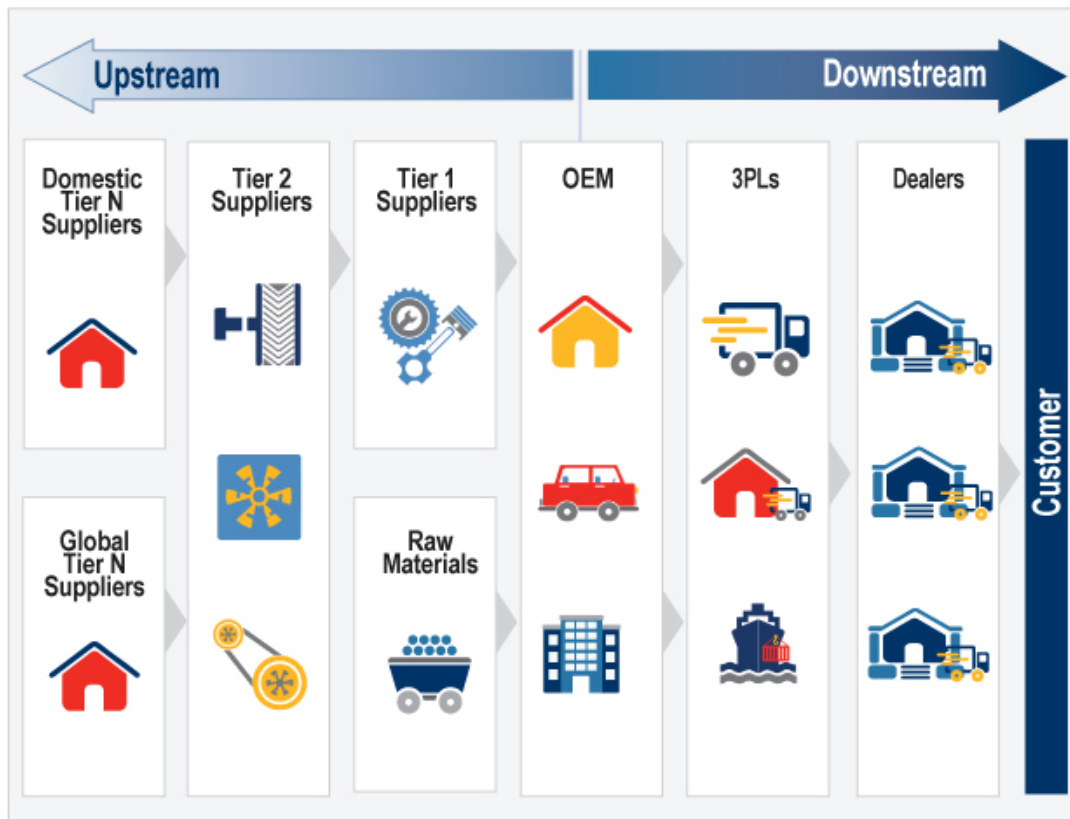 Upstream
Downstream
Domestic
Tier N
Suppliers
Tier 2
Suppliers
Tier 1
Suppliers
OEM
3PLs
Dealers
Global
Tier N
Suppliers
Raw
Materials
Customer